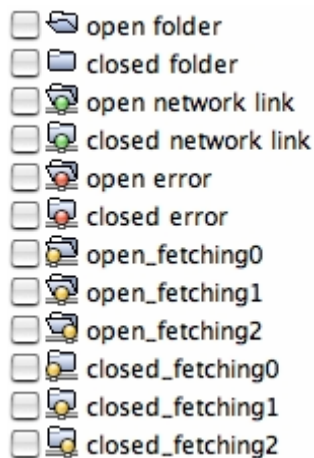 open folder
closed folder
open network link
closed network link
open error
closed error
open_fetching0
open_fetching1
open_fetching2
closed_fetching0
closed_fetching1
closed_fetching2